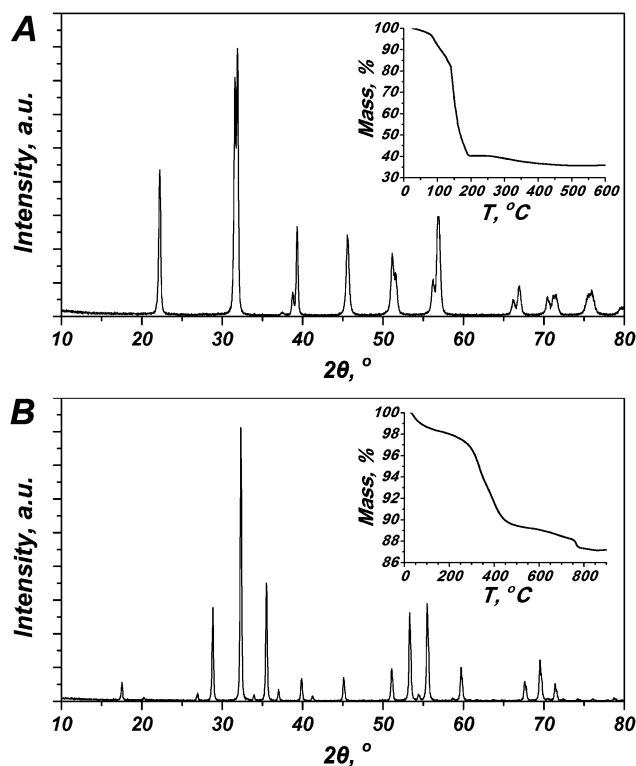 A
Intensity, a.u.
2θ, °
10 20 30 40 50 60 70 80
Mass, %
100
90
80
70
60
50
40
30
0 100 200 300 400 500 600
T, °C
B
Intensity, a.u.
2θ, °
10 20 30 40 50 60 70 80
Mass, %
100
98
96
94
92
90
88
86
0 200 400 600 800
T, °C